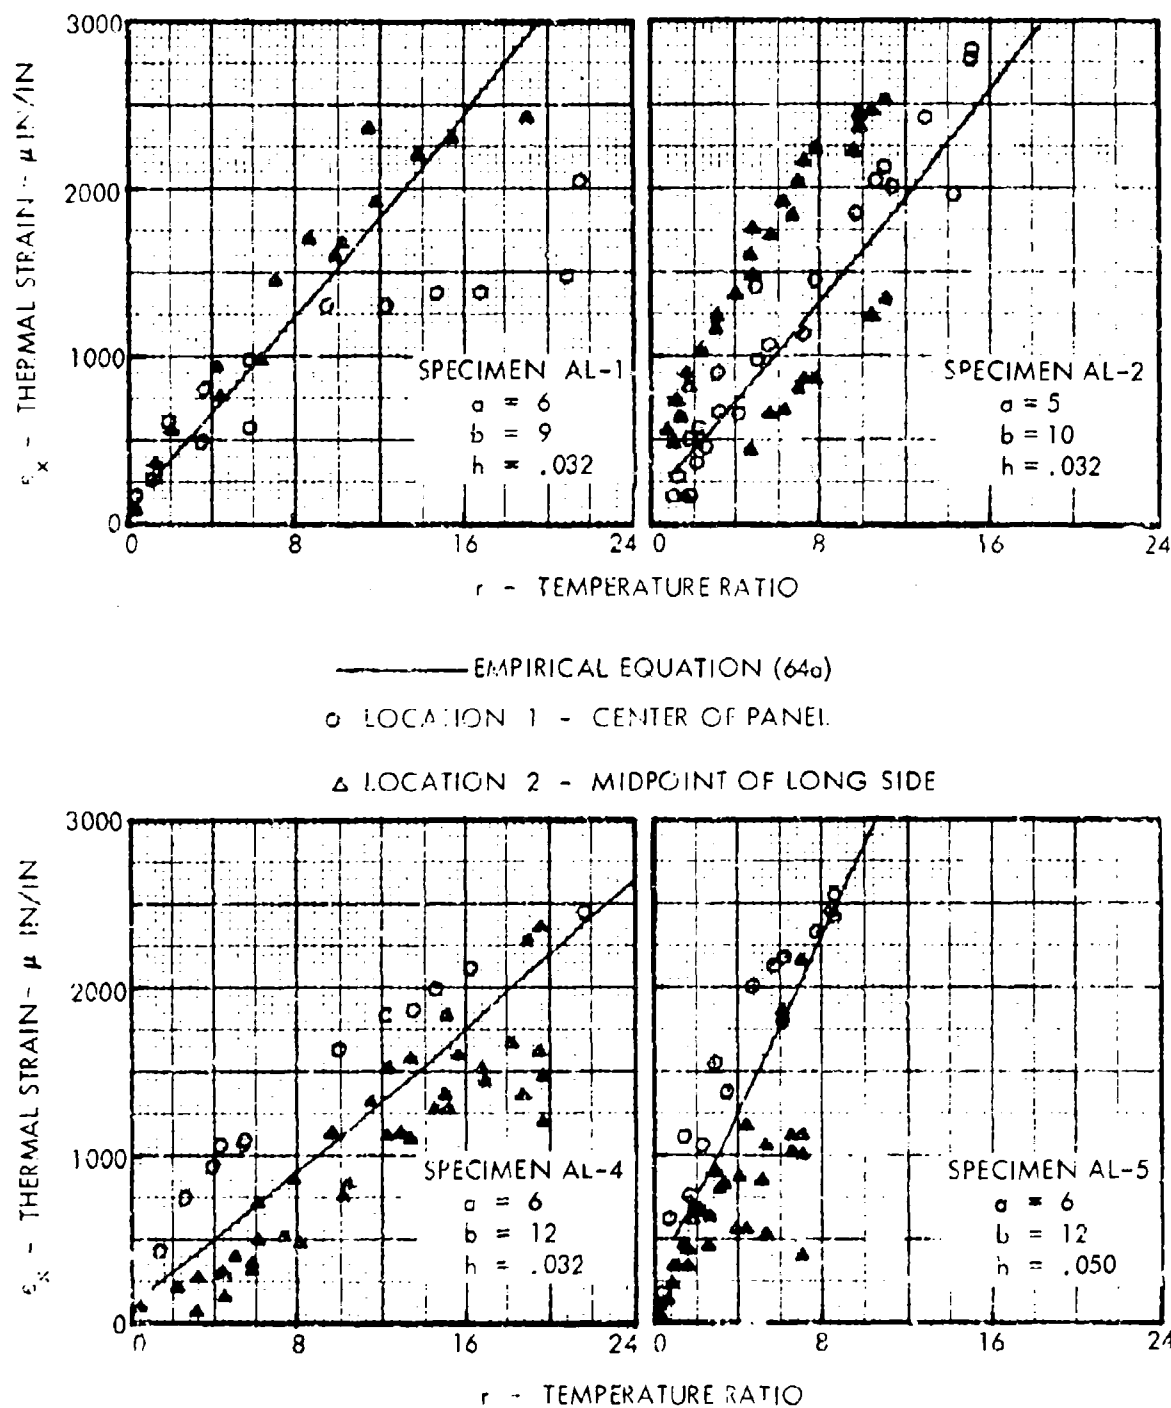 3000
2000
1000
0
εx - THERMAL STRAIN - μ IN/IN
SPECIMEN AL-1
a = 6
b = 9
h = .032
0 8 16 24
SPECIMEN AL-2
a = 5
b = 10
h = .032
0 8 16 24
r - TEMPERATURE RATIO
EMPIRICAL EQUATION (64a)
LOCATION 1 - CENTER OF PANEL
LOCATION 2 - MIDPOINT OF LONG SIDE
3000
2000
1000
0
εx - THERMAL STRAIN - μ IN/IN
SPECIMEN AL-4
a = 6
b = 12
h = .032
0 8 16 24
SPECIMEN AL-5
a = 6
b = 12
h = .050
0 8 16 24
r - TEMPERATURE RATIO